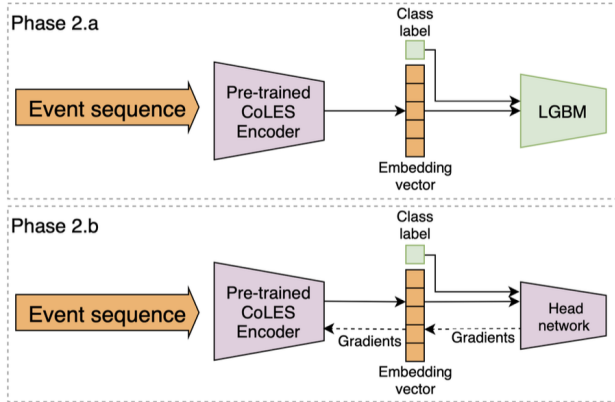 Phase 2.a
Event sequence
Pre-trained
CoLES
Encoder
Class
label
Embedding
vector
LGBM
Phase 2.b
Event sequence
Pre-trained
CoLES
Encoder
Class
label
Gradients
Gradients
Embedding
vector
Head
network